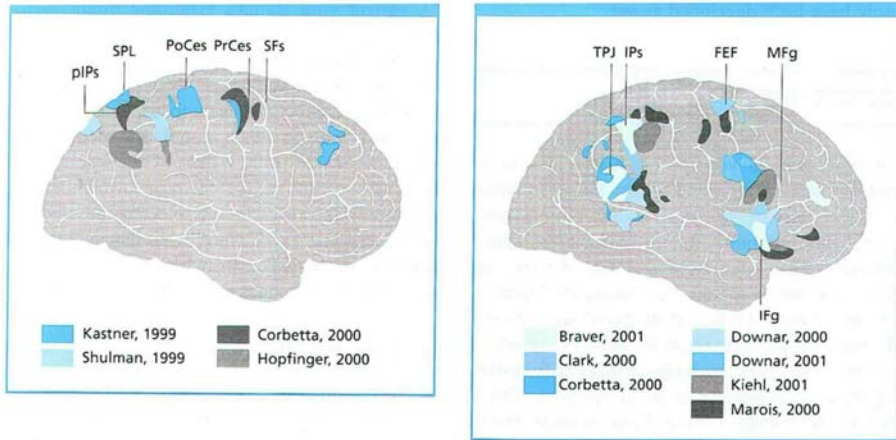 SPL
PoCes PrCes SFs
pIPs
Kastner, 1999
Shulman, 1999
Corbetta, 2000
Hopfinger, 2000
TPJ IPs FEF MFg
IFg
Braver, 2001
Clark, 2000
Corbetta, 2000
Downar, 2000
Downar, 2001
Kiehl, 2001
Marois, 2000